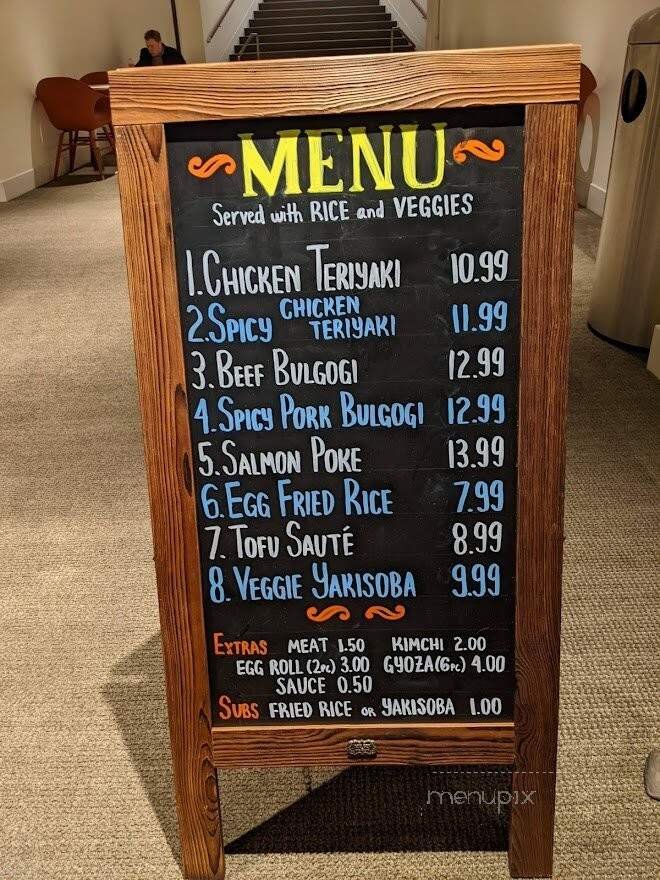 MENU
Served with RICE and VEGGIES
1. CHICKEN TERIYAKI 10.99
2. SPICY CHICKEN TERIYAKI 11.99
3. BEEF BULGOGI 12.99
4. SPICY PORK BULGOGI 12.99
5. SALMON POKE 13.99
6. EGG FRIED RICE 7.99
7. TOFU SAUTÉ 8.99
8. VEGGIE YAKISOBA 9.99
EXTRAS MEAT 1.50 KIMCHI 2.00
EGG ROLL (2PC) 3.00 GYOZA (6PC) 4.00
SAUCE 0.50
SUBS FRIED RICE OR YAKISOBA 1.00
menupix